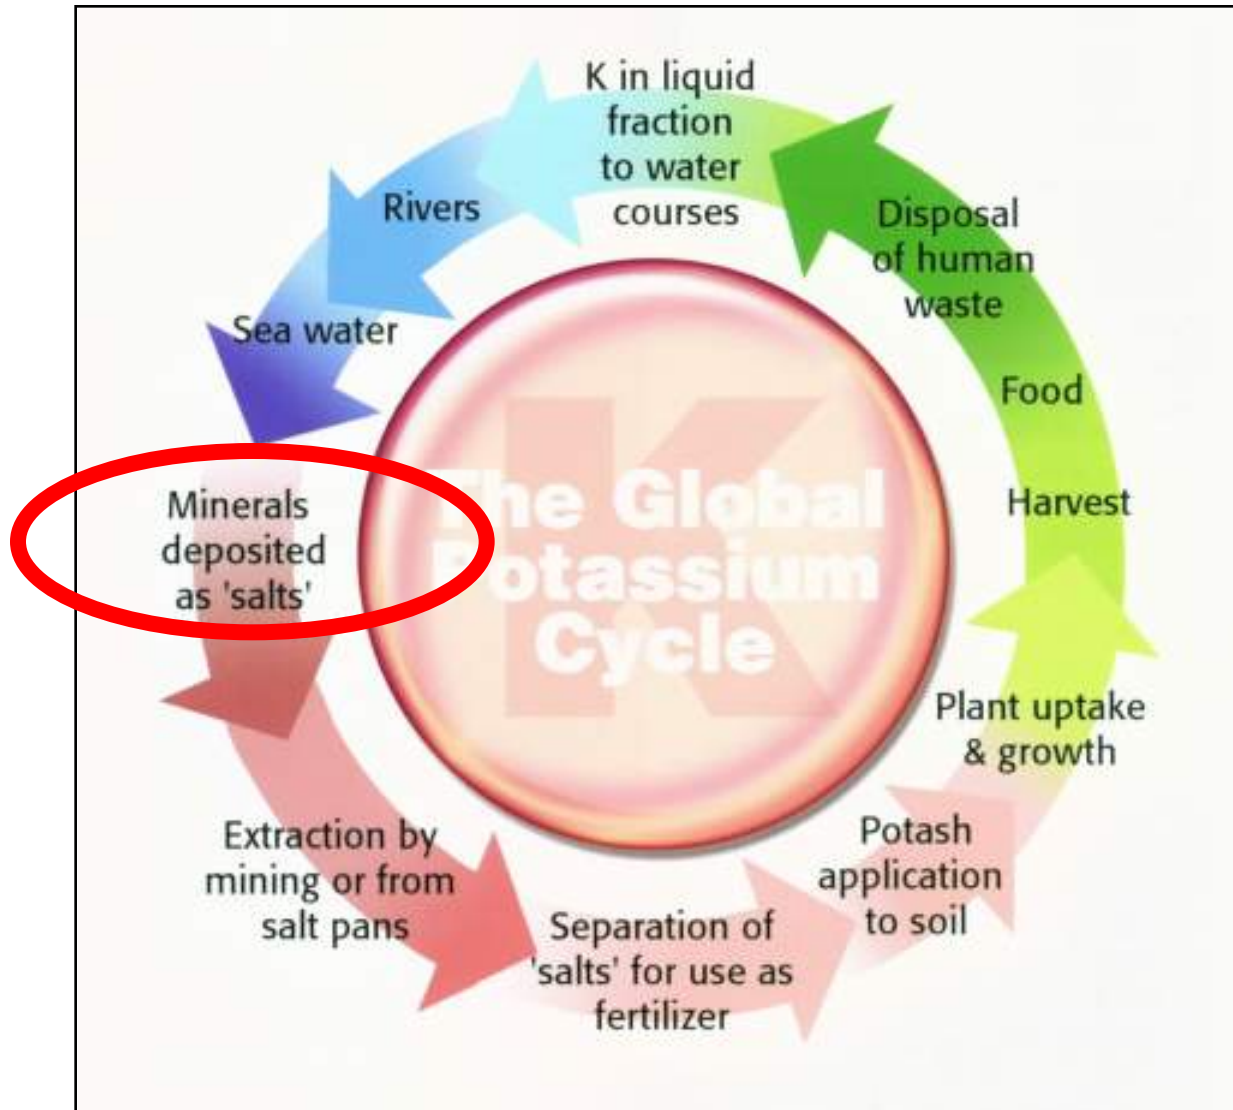 K in liquid
fraction
to water
courses
Rivers
Sea water
Minerals
deposited
as 'salts'
Extraction by
mining or from
salt pans
Separation of
'salts' for use as
fertilizer
Potash
application
to soil
Plant uptake
& growth
Harvest
Food
Disposal
of human
waste
K
The Global
Potassium
Cycle